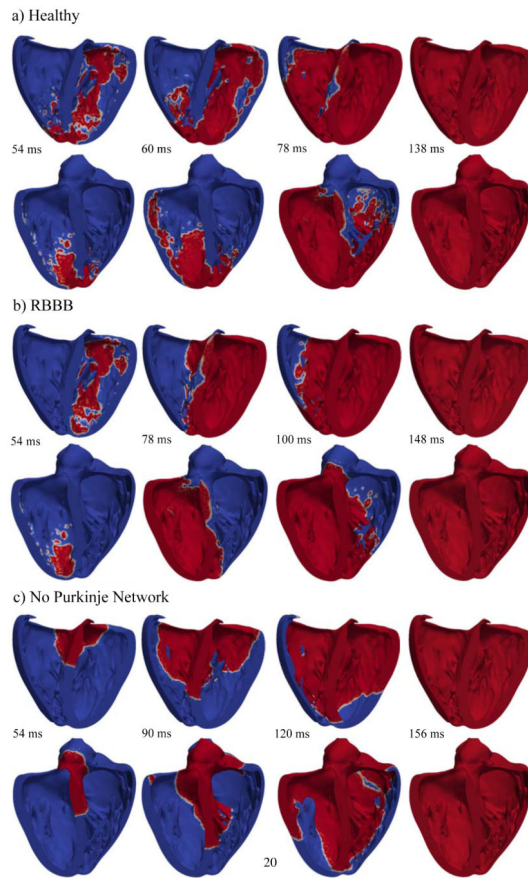 a) Healthy
54 ms
60 ms
78 ms
138 ms
b) RBBB
54 ms
78 ms
100 ms
148 ms
c) No Purkinje Network
54 ms
90 ms
120 ms
156 ms
20